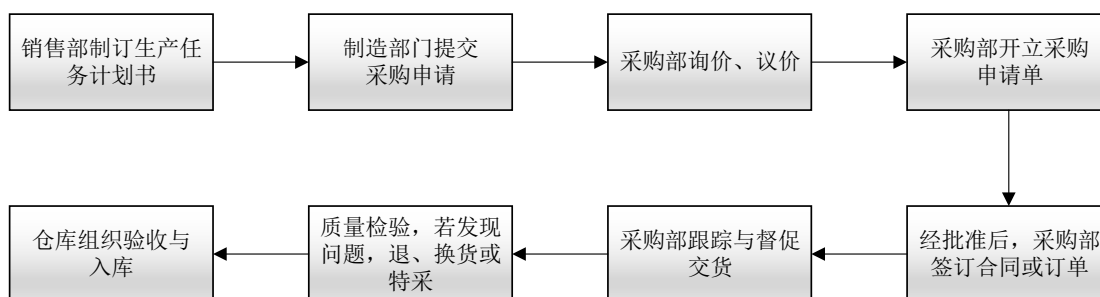 销售部制订生产任
务计划书
制造部门提交
采购申请
采购部询价、议价
采购部开立采购
申请单
经批准后，采购部
签订合同或订单
采购部跟踪与督促
交货
质量检验，若发现
问题，退、换货或
特采
仓库组织验收与
入库